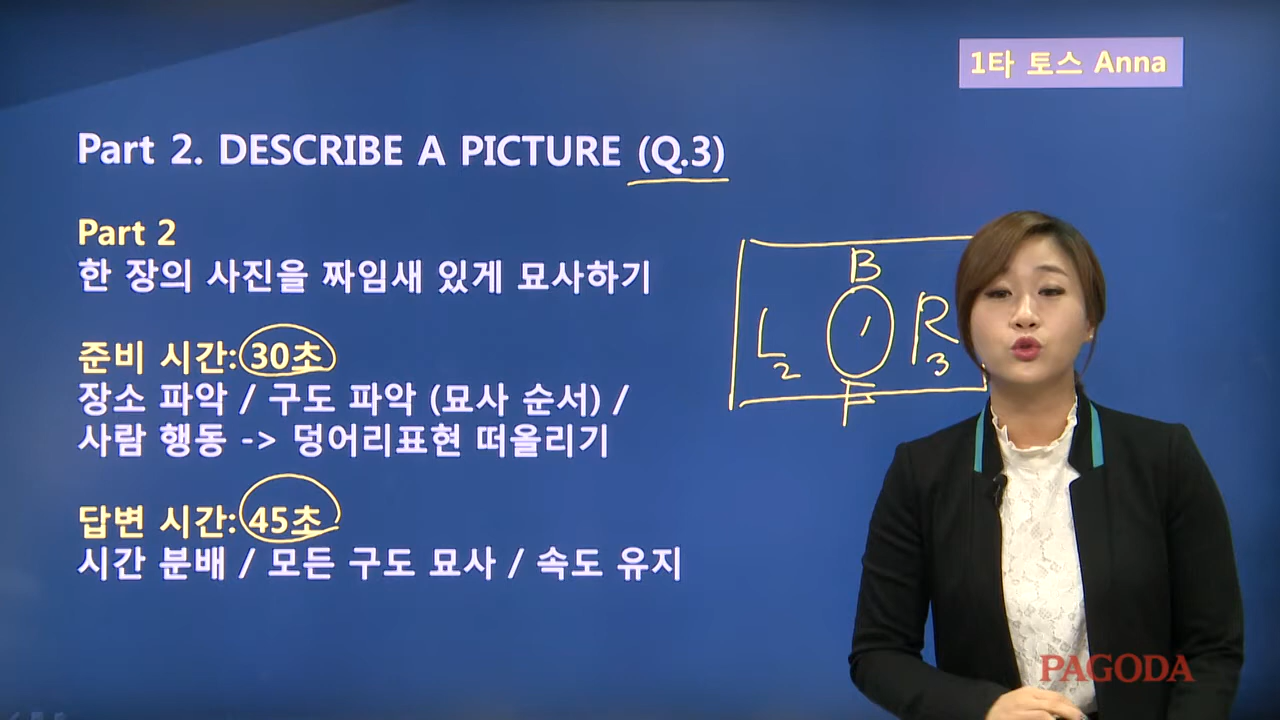 1타 토스 Anna
Part 2. DESCRIBE A PICTURE (Q.3)
Part 2
한 장의 사진을 짜임새 있게 묘사하기
준비 시간: 30초
장소 파악 / 구도 파악 (묘사 순서) /
사람 행동 -> 덩어리표현 떠올리기
답변 시간: 45초
시간 분배 / 모든 구도 묘사 / 속도 유지
B
L 1 R
2 3
F
PAGODA